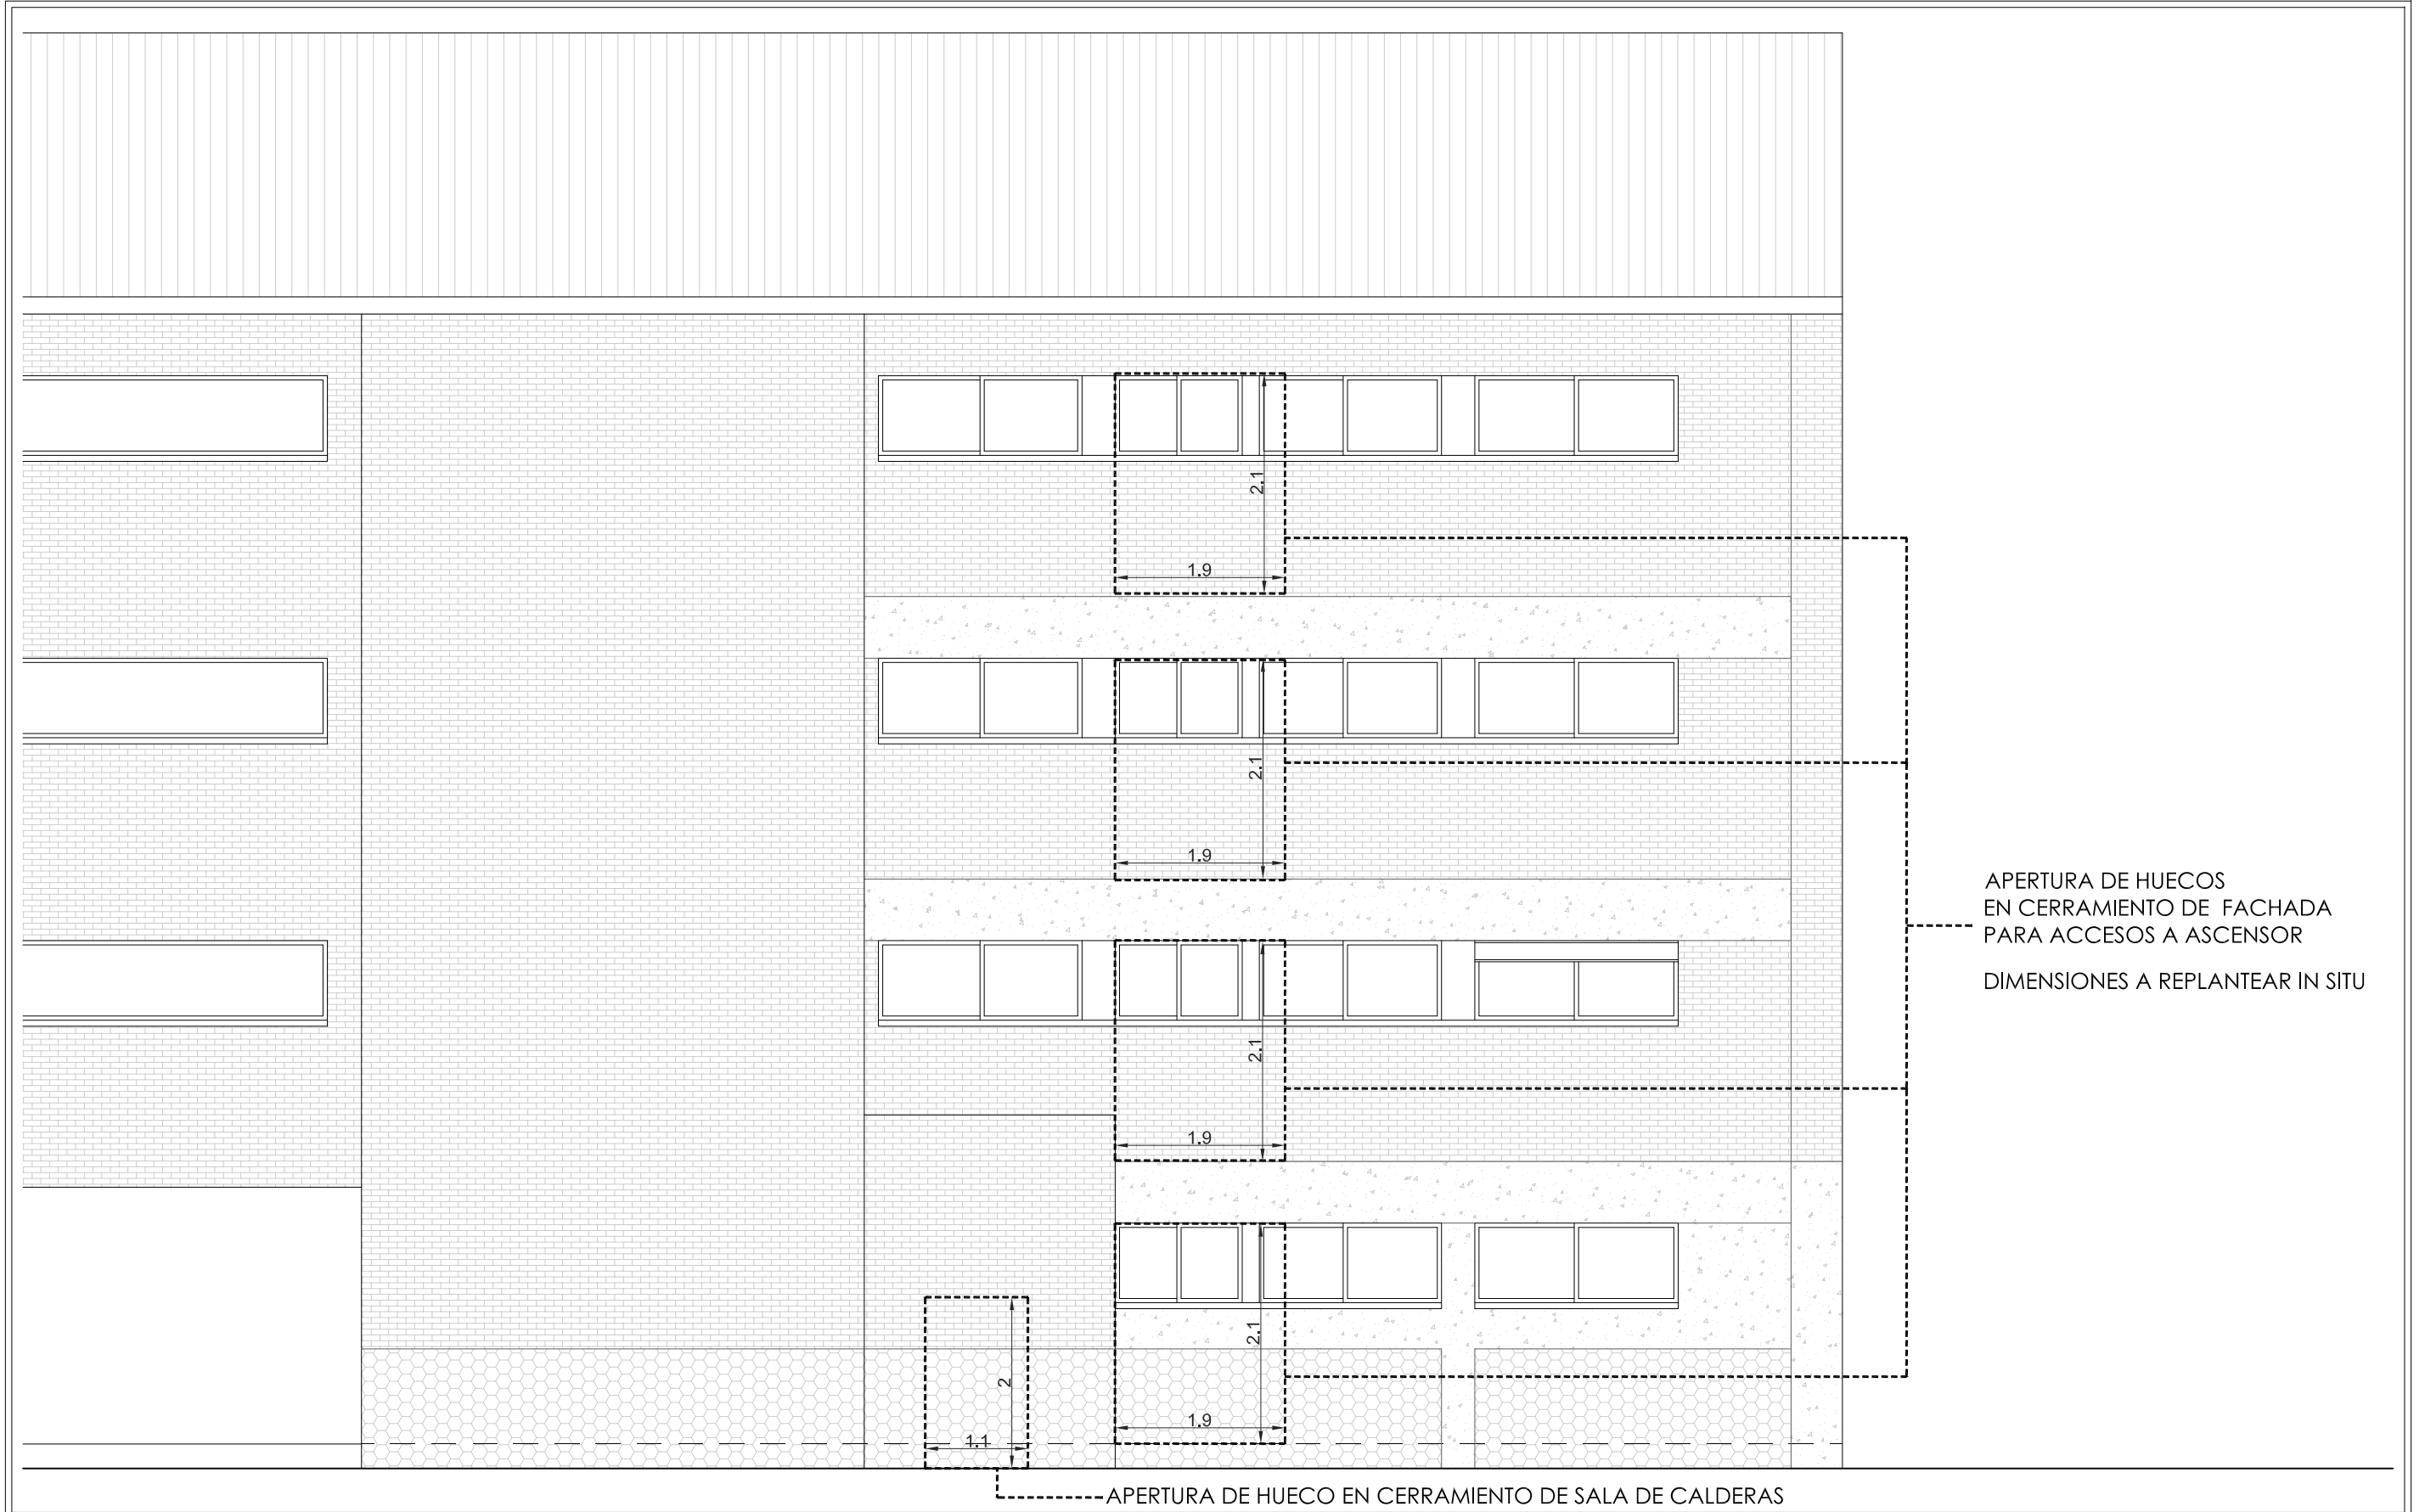 2.1
1.9
2.1
1.9
APERTURA DE HUECOS
EN CERRAMIENTO DE FACHADA
PARA ACCESOS A ASCENSOR
DIMENSIONES A REPLANTEAR IN SITU
2.1
1.9
2.1
2
1.9
1.1
APERTURA DE HUECO EN CERRAMIENTO DE SALA DE CALDERAS